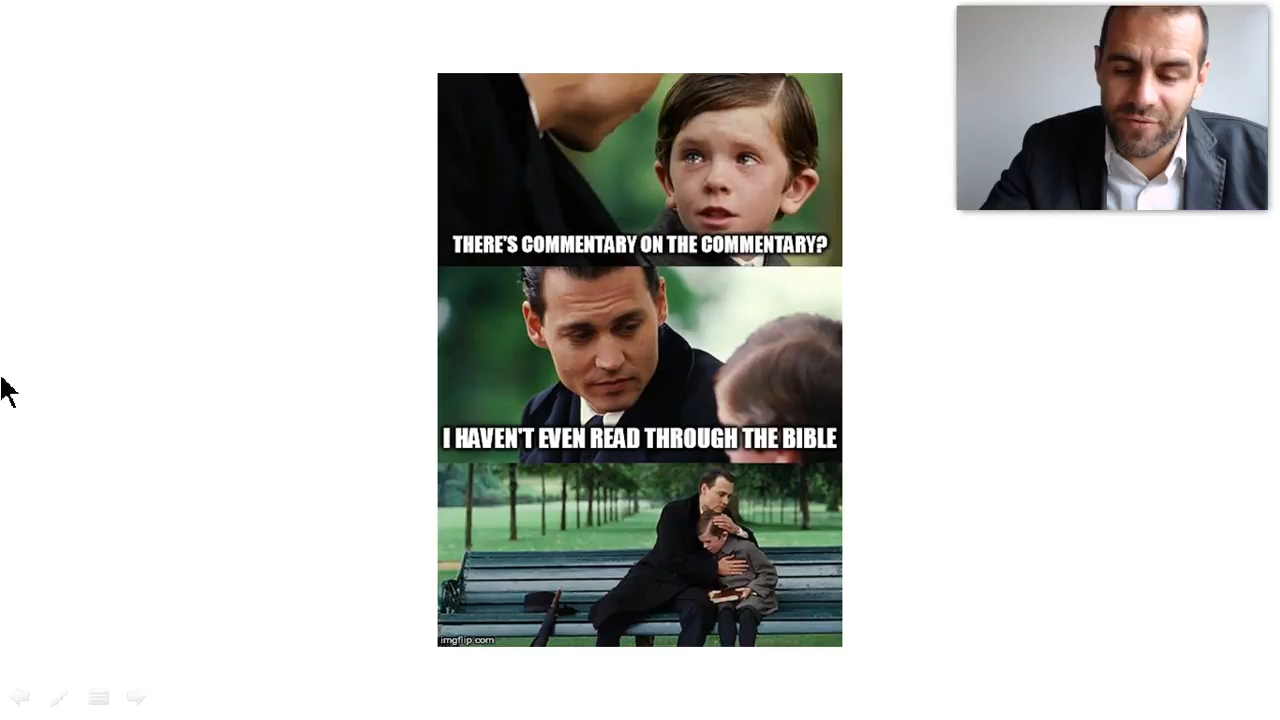 THERE'S COMMENTARY ON THE COMMENTARY?
I HAVEN'T EVEN READ THROUGH THE BIBLE
imgflip.com